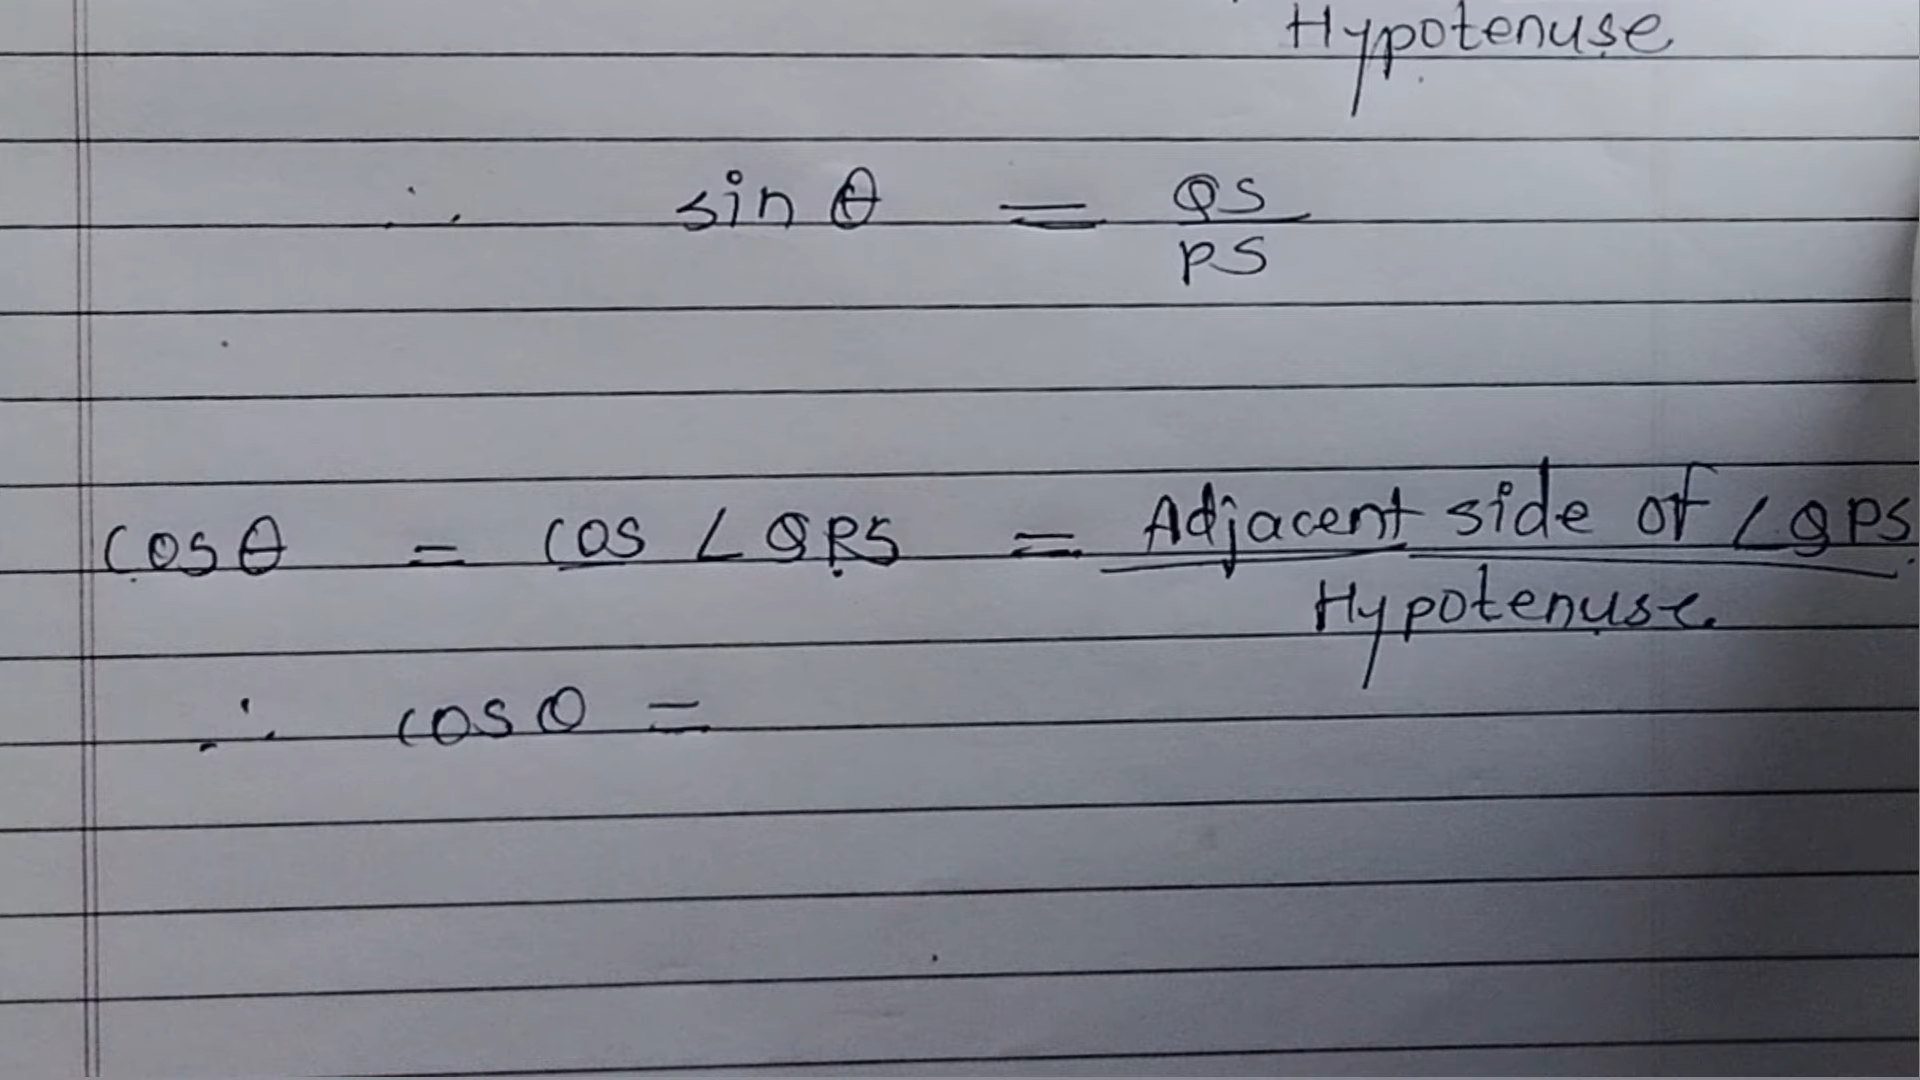 Hypotenuse
∴ sin θ = QS
PS
cos θ = cos ∠ QPS = Adjacent side of ∠QPS
Hypotenuse.
∴ cos θ =